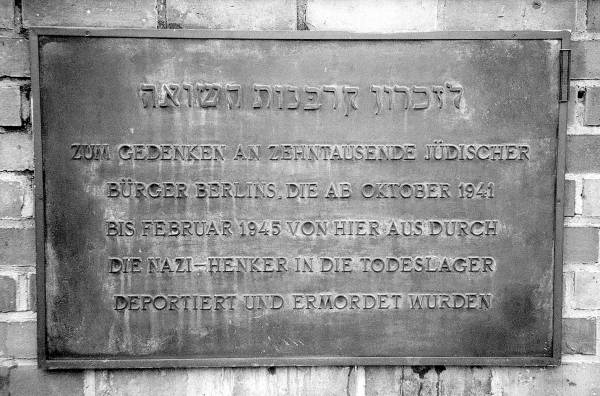 לזכרון קרבנות השואה
ZUM GEDENKEN AN ZEHNTAUSENDE JÜDISCHER
BÜRGER BERLINS, DIE AB OKTOBER 1941
BIS FEBRUAR 1945 VON HIER AUS DURCH
DIE NAZI-HENKER IN DIE TODESLAGER
DEPORTIERT UND ERMORDET WURDEN